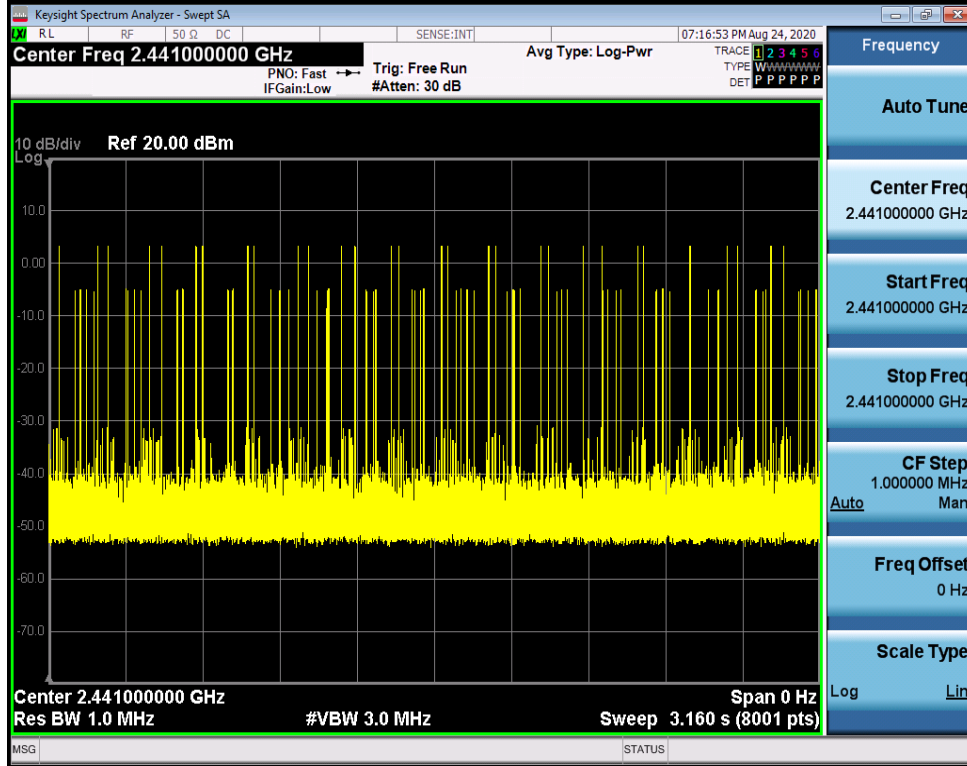 Keysight Spectrum Analyzer - Swept SA
LXI RL RF 50 Ω DC SENSE:INT 07:16:53 PM Aug 24, 2020
Center Freq 2.441000000 GHz
PNO: Fast
IFGain:Low
Trig: Free Run
#Atten: 30 dB
Avg Type: Log-Pwr
TRACE 1 2 3 4 5 6
TYPE WWWWWW
DET P P P P P P
10 dB/div
Log
Ref 20.00 dBm
10.0
0.00
-10.0
-20.0
-30.0
-40.0
-50.0
-60.0
-70.0
Center 2.441000000 GHz
Span 0 Hz
Res BW 1.0 MHz
#VBW 3.0 MHz
Sweep 3.160 s (8001 pts)
MSG
STATUS
Frequency
Auto Tune
Center Freq
2.441000000 GHz
Start Freq
2.441000000 GHz
Stop Freq
2.441000000 GHz
CF Step
1.000000 MHz
Auto Man
Freq Offset
0 Hz
Scale Type
Log Lin